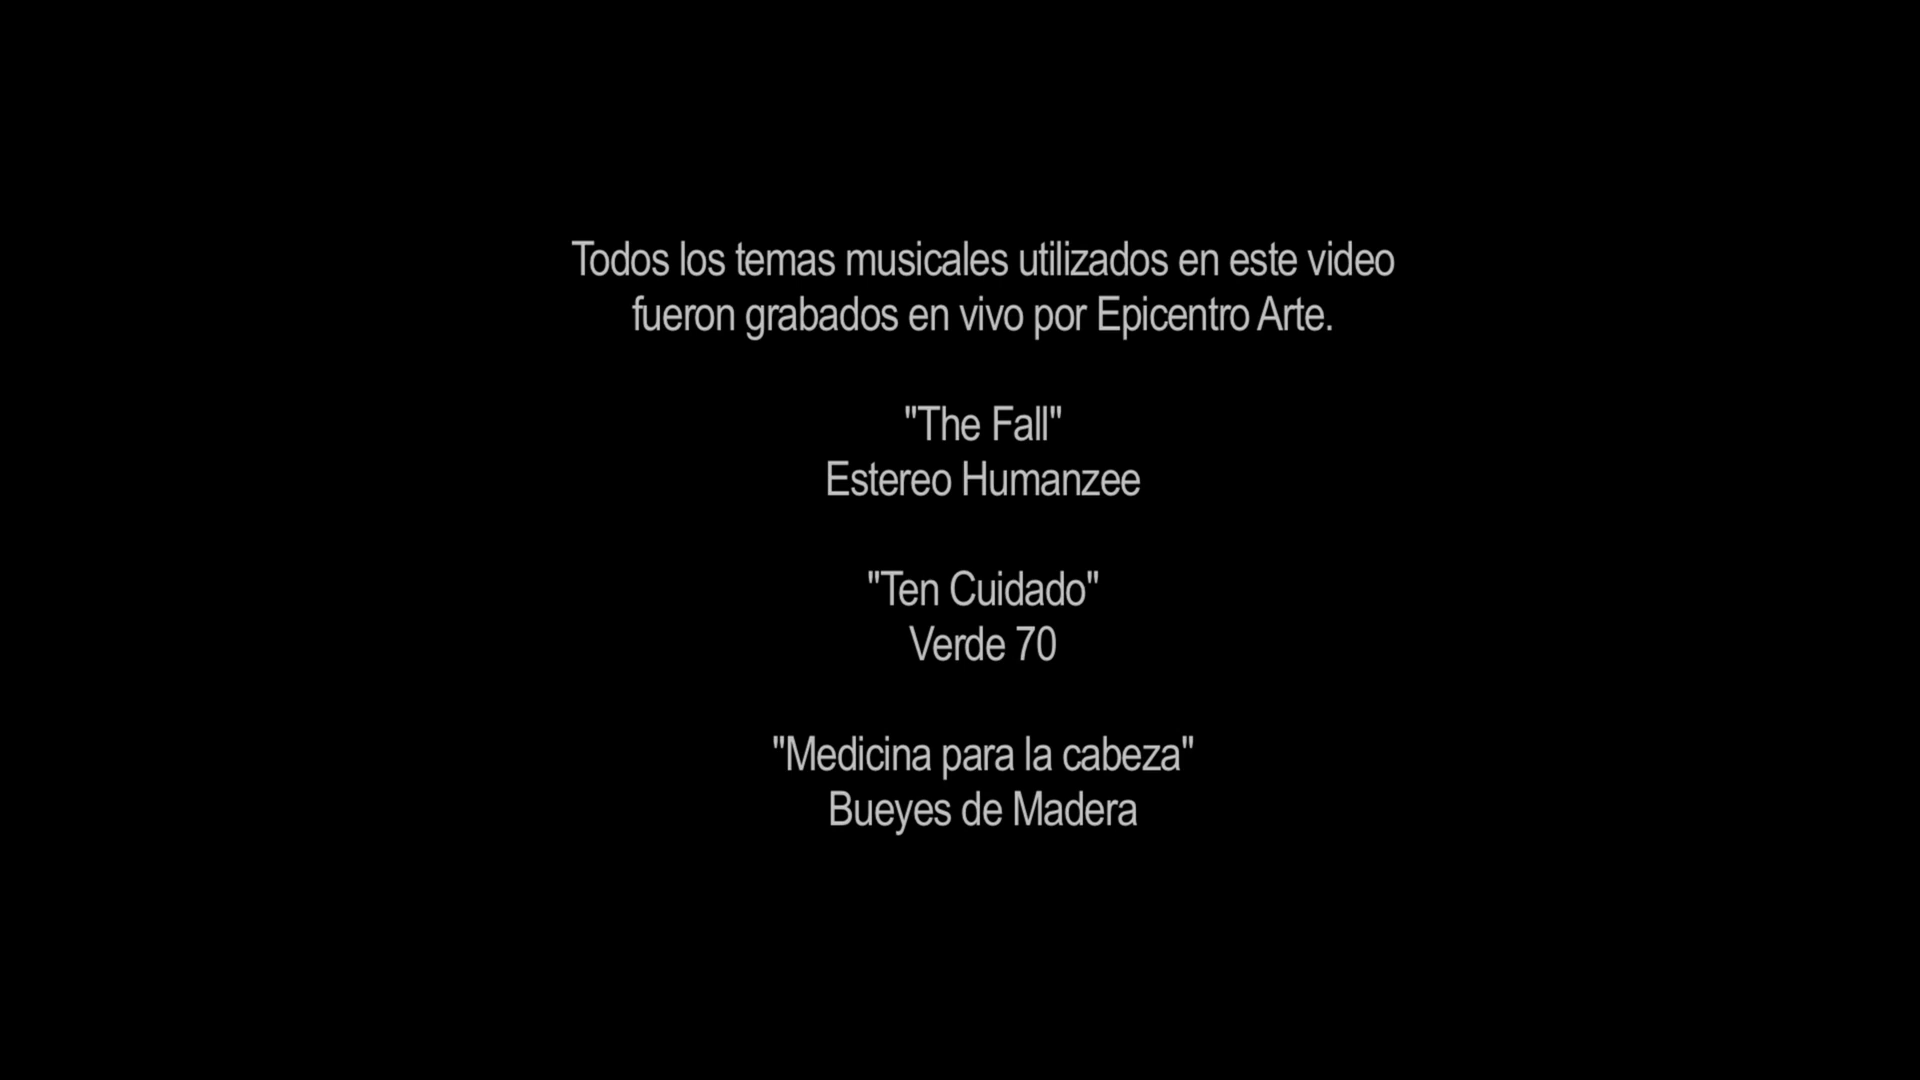 Todos los temas musicales utilizados en este video
fueron grabados en vivo por Epicentro Arte.
"The Fall"
Estereo Humanzee
"Ten Cuidado"
Verde 70
"Medicina para la cabeza"
Bueyes de Madera